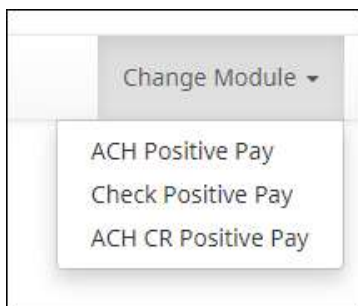 Change Module
ACH Positive Pay
Check Positive Pay
ACH CR Positive Pay